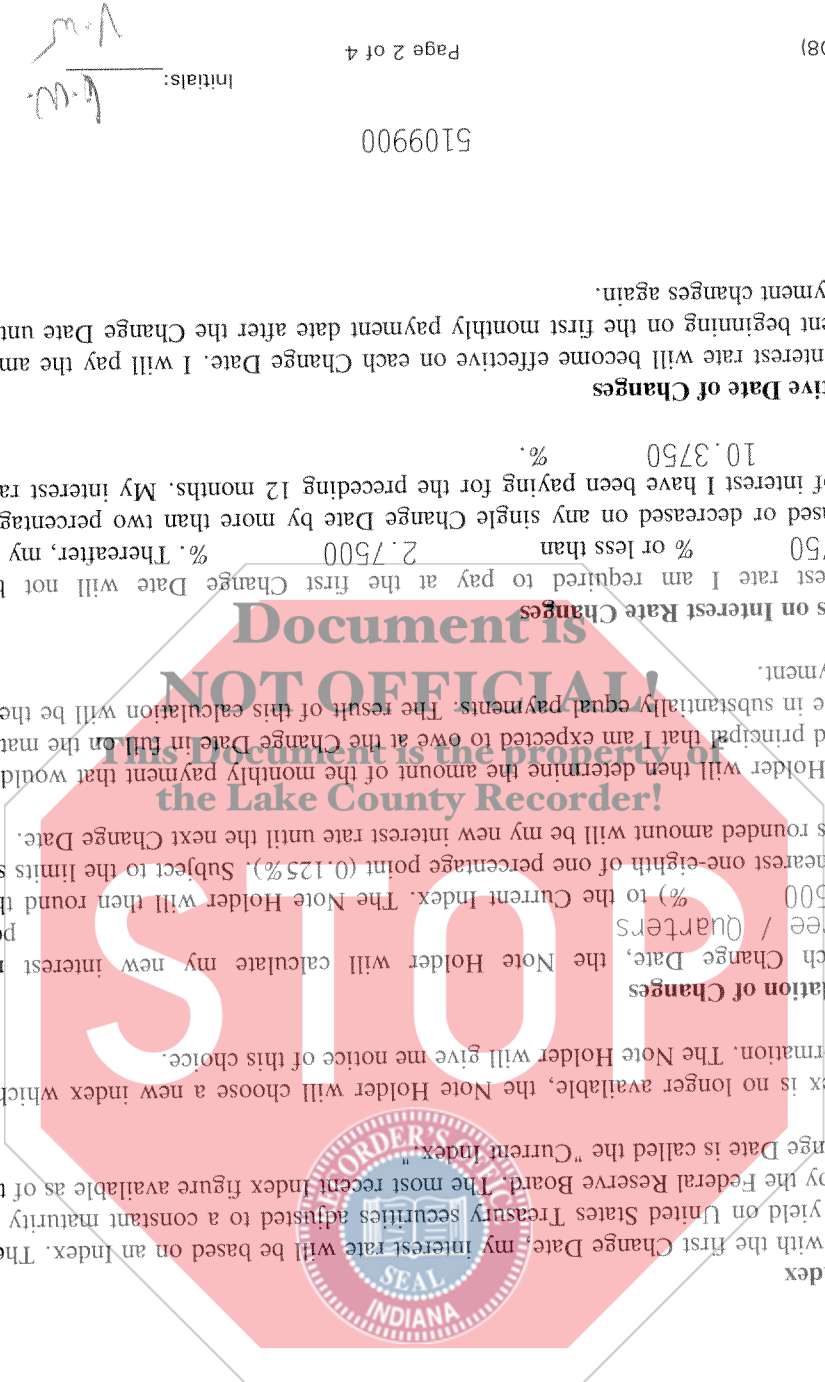 dex
with the first Change Date, my interest rate will be based on an Index. The
yield on United States Treasury securities adjusted to a constant maturity
by the Federal Reserve Board. The most recent Index figure available as of t
nge Date is called the "Current Index."
ex is no longer available, the Note Holder will choose a new index which
rmation. The Note Holder will give me notice of this choice.
lation of Changes
ch Change Date, the Note Holder will calculate my new interest r
ee / Quarters p
500 %) to the Current Index. The Note Holder will then round th
nearest one-eighth of one percentage point (0.125%). Subject to the limits s
s rounded amount will be my new interest rate until the next Change Date.
Holder will then determine the amount of the monthly payment that would
d principal that I am expected to owe at the Change Date in full on the mat
e in substantially equal payments. The result of this calculation will be the
yment.
s on Interest Rate Changes
est rate I am required to pay at the first Change Date will not b
750 % or less than 2.7500 %. Thereafter, my
ased or decreased on any single Change Date by more than two percentag
f interest I have been paying for the preceding 12 months. My interest ra
10.3750 %.
tive Date of Changes
nterest rate will become effective on each Change Date. I will pay the am
ent beginning on the first monthly payment date after the Change Date unt
yment changes again.
5109900
08) Page 2 of 4 Initials:
Document is
NOT OFFICIAL!
This Document is the property of
the Lake County Recorder!
STOP
RECORDER'S OFFICE
SEAL
INDIANA